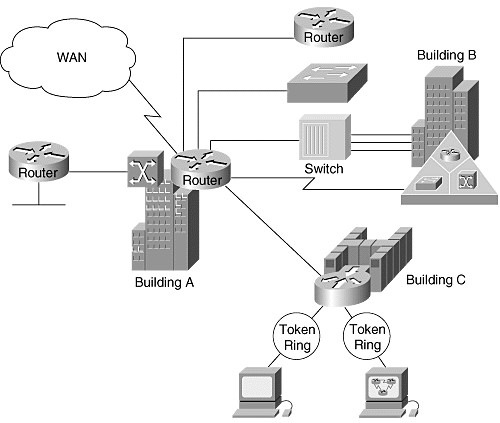 Router
WAN
Building B
Switch
Router
Router
Building A
Building C
Token
Ring
Token
Ring